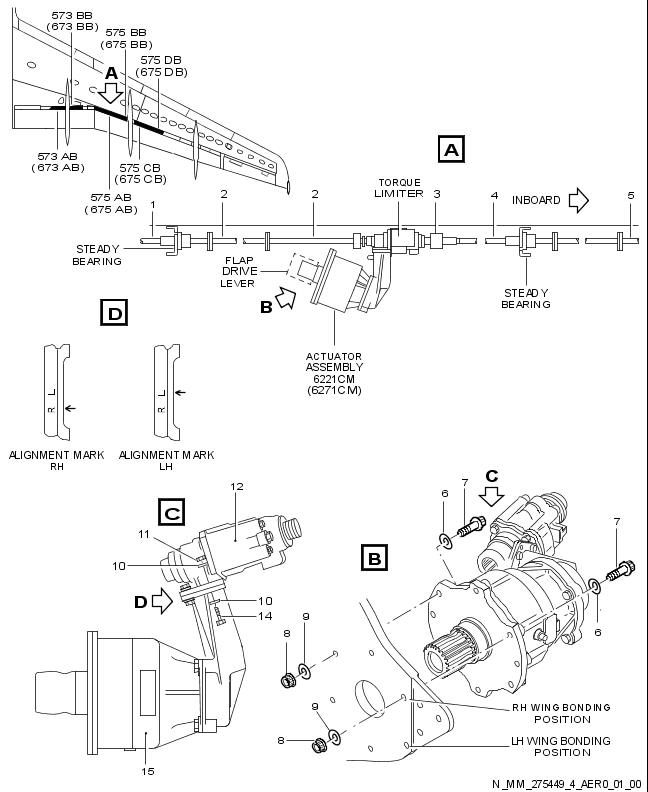 573 BB
(673 BB)
575 BB
(675 BB)
575 DB
(675 DB)
A
573 AB
(673 AB)
575 CB
(675 CB)
575 AB
(675 AB)
A
TORQUE
LIMITER
1
2
2
3
4
INBOARD
5
STEADY
BEARING
FLAP
DRIVE
LEVER
B
STEADY
BEARING
D
ACTUATOR
ASSEMBLY
6221CM
(6271CM)
R L
R L
ALIGNMENT MARK
RH
ALIGNMENT MARK
LH
C
12
11
10
D
10
14
15
C
7
6
7
B
6
9
8
9
8
RH WING BONDING
POSITION
LH WING BONDING
POSITION
N_MM_275449_4_AER0_01_00